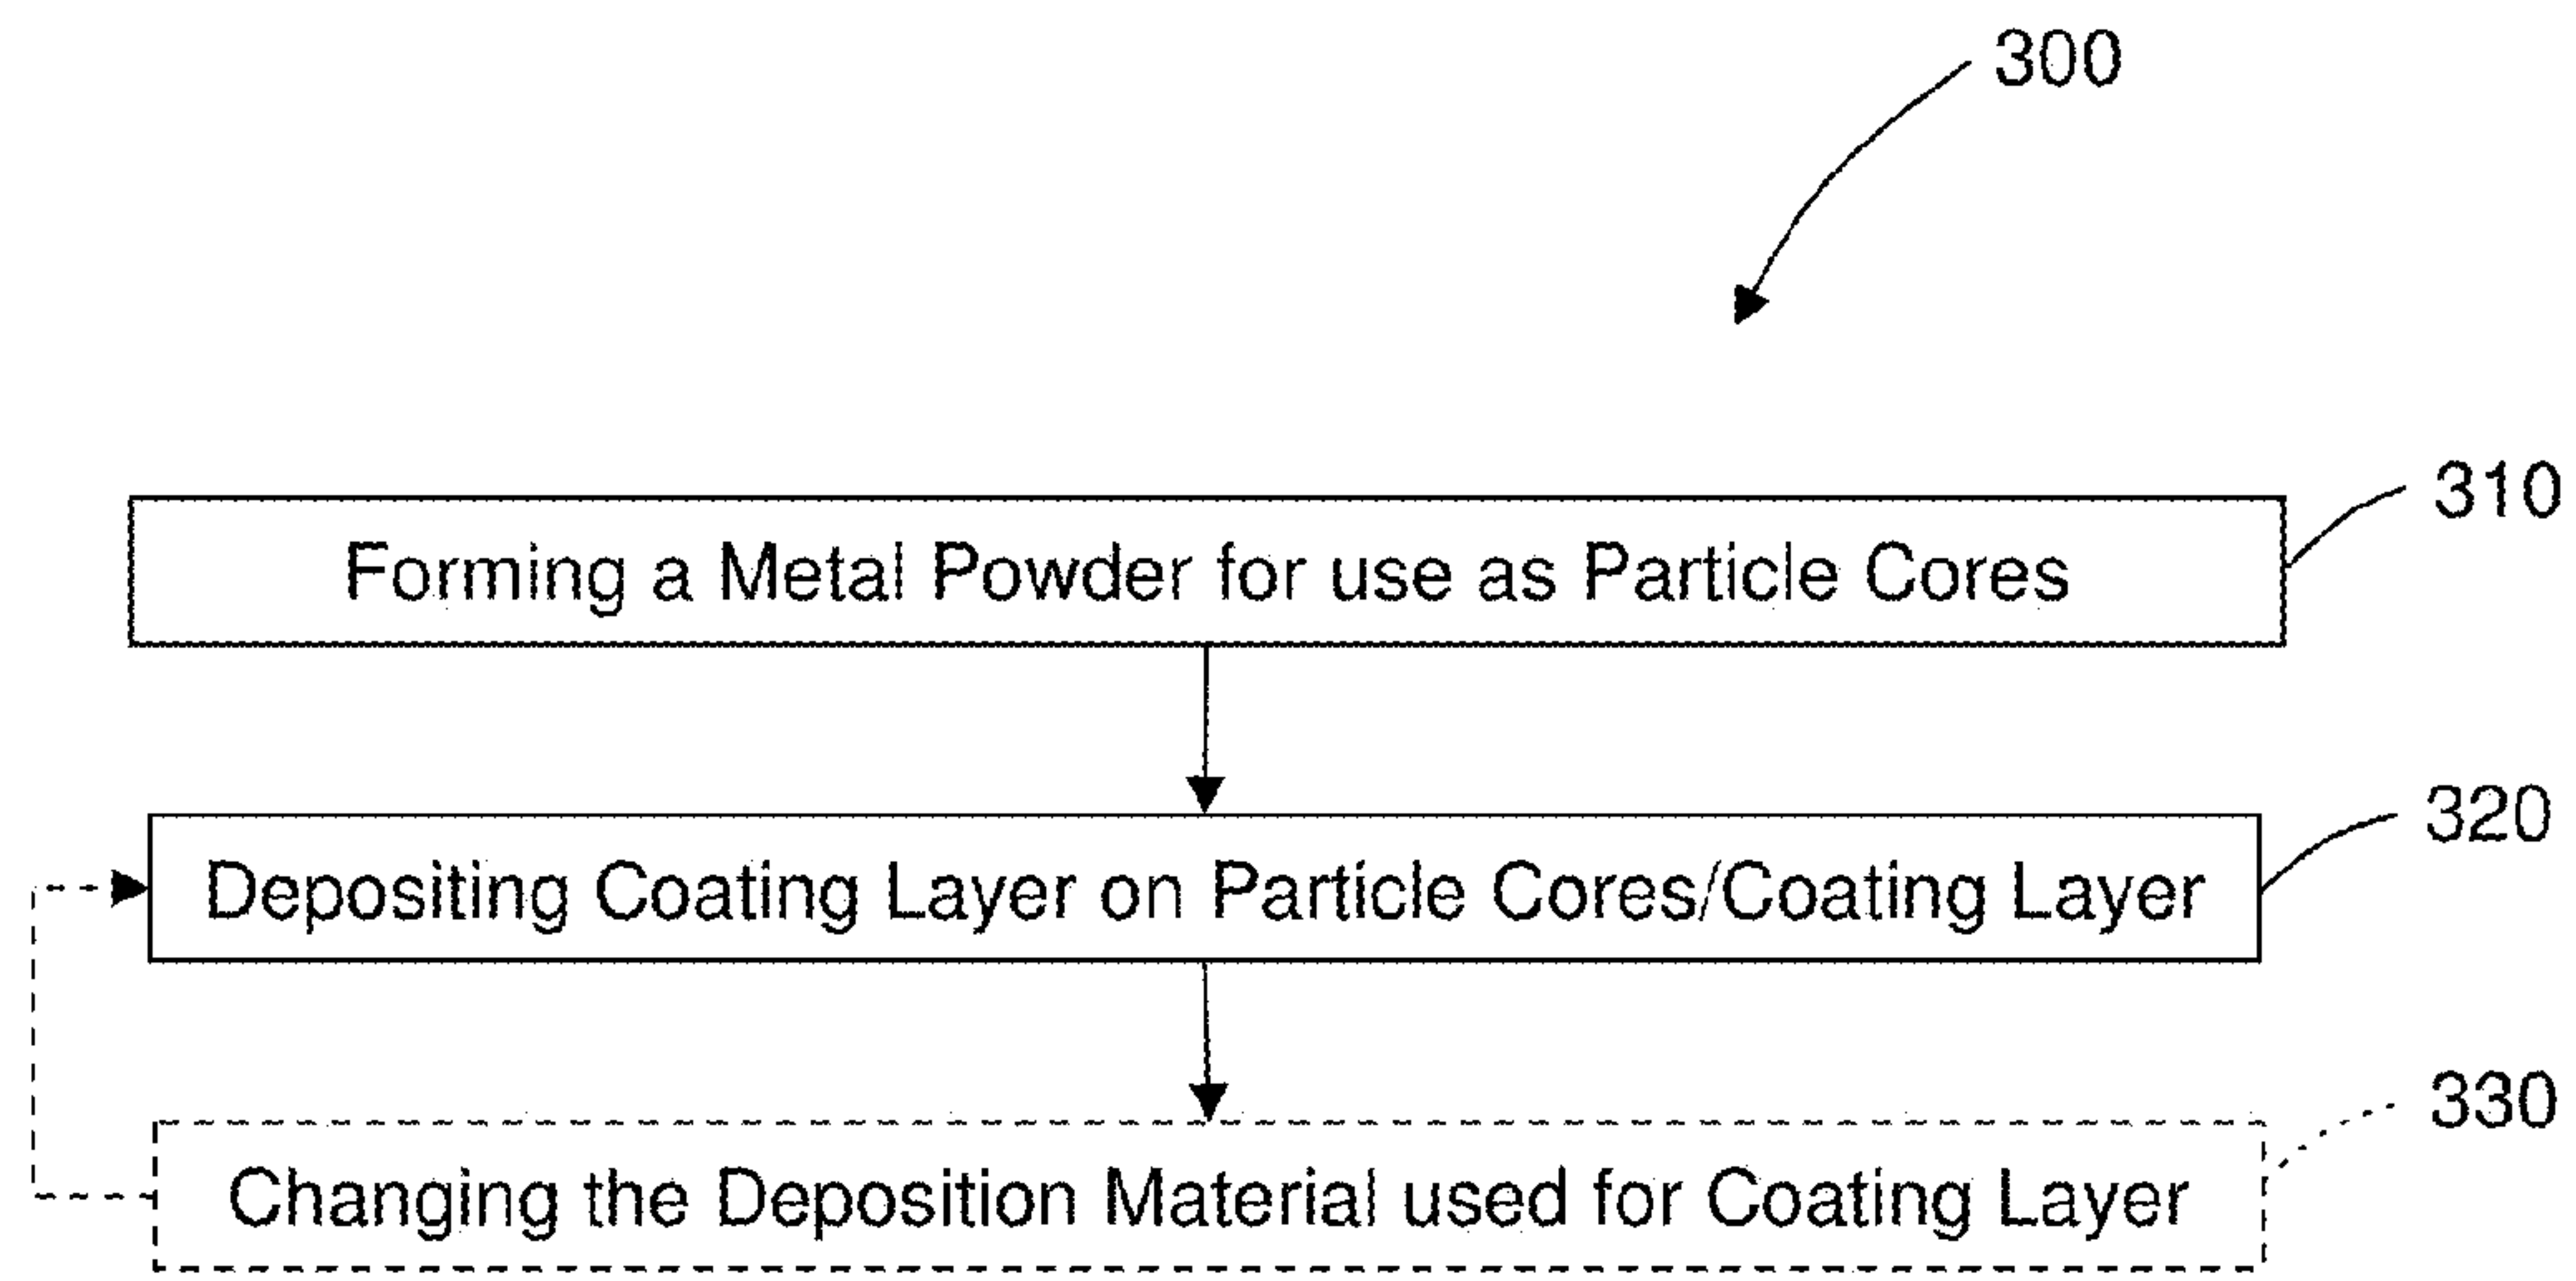 300
310
Forming a Metal Powder for use as Particle Cores
320
Depositing Coating Layer on Particle Cores/Coating Layer
330
Changing the Deposition Material used for Coating Layer